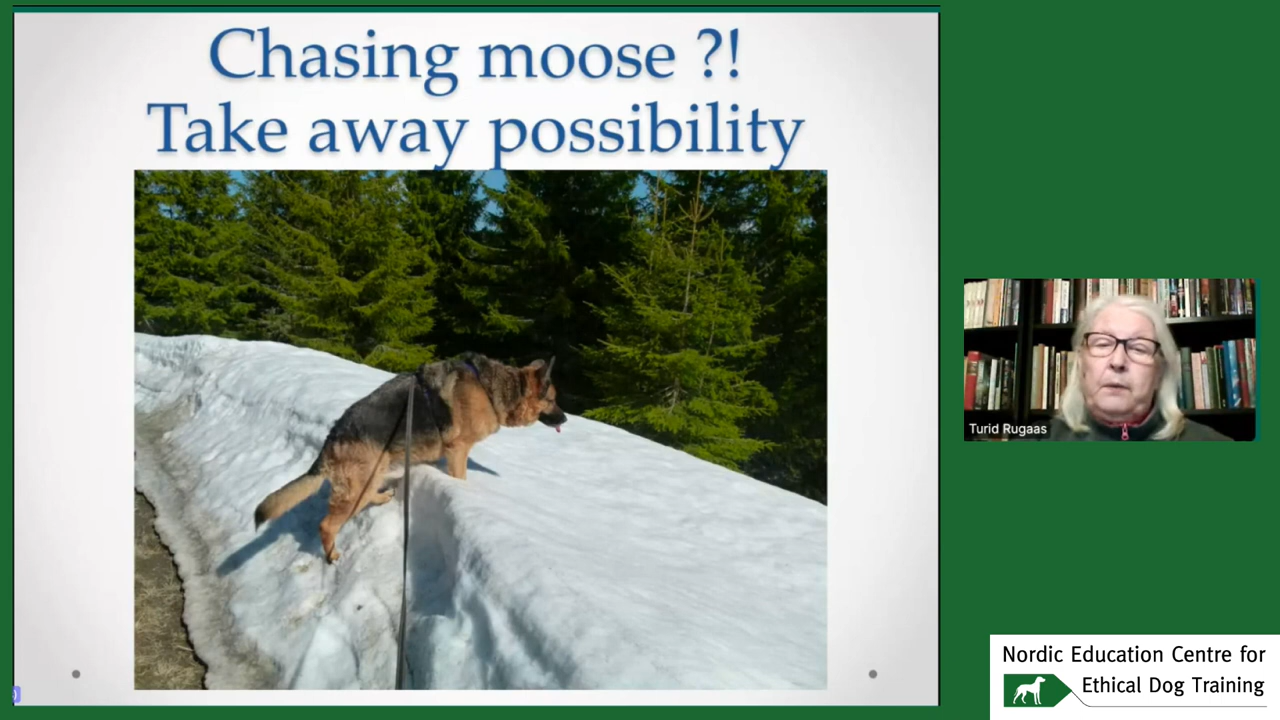 Chasing moose ?!
Take away possibility
Turid Rugaas
Nordic Education Centre for
Ethical Dog Training